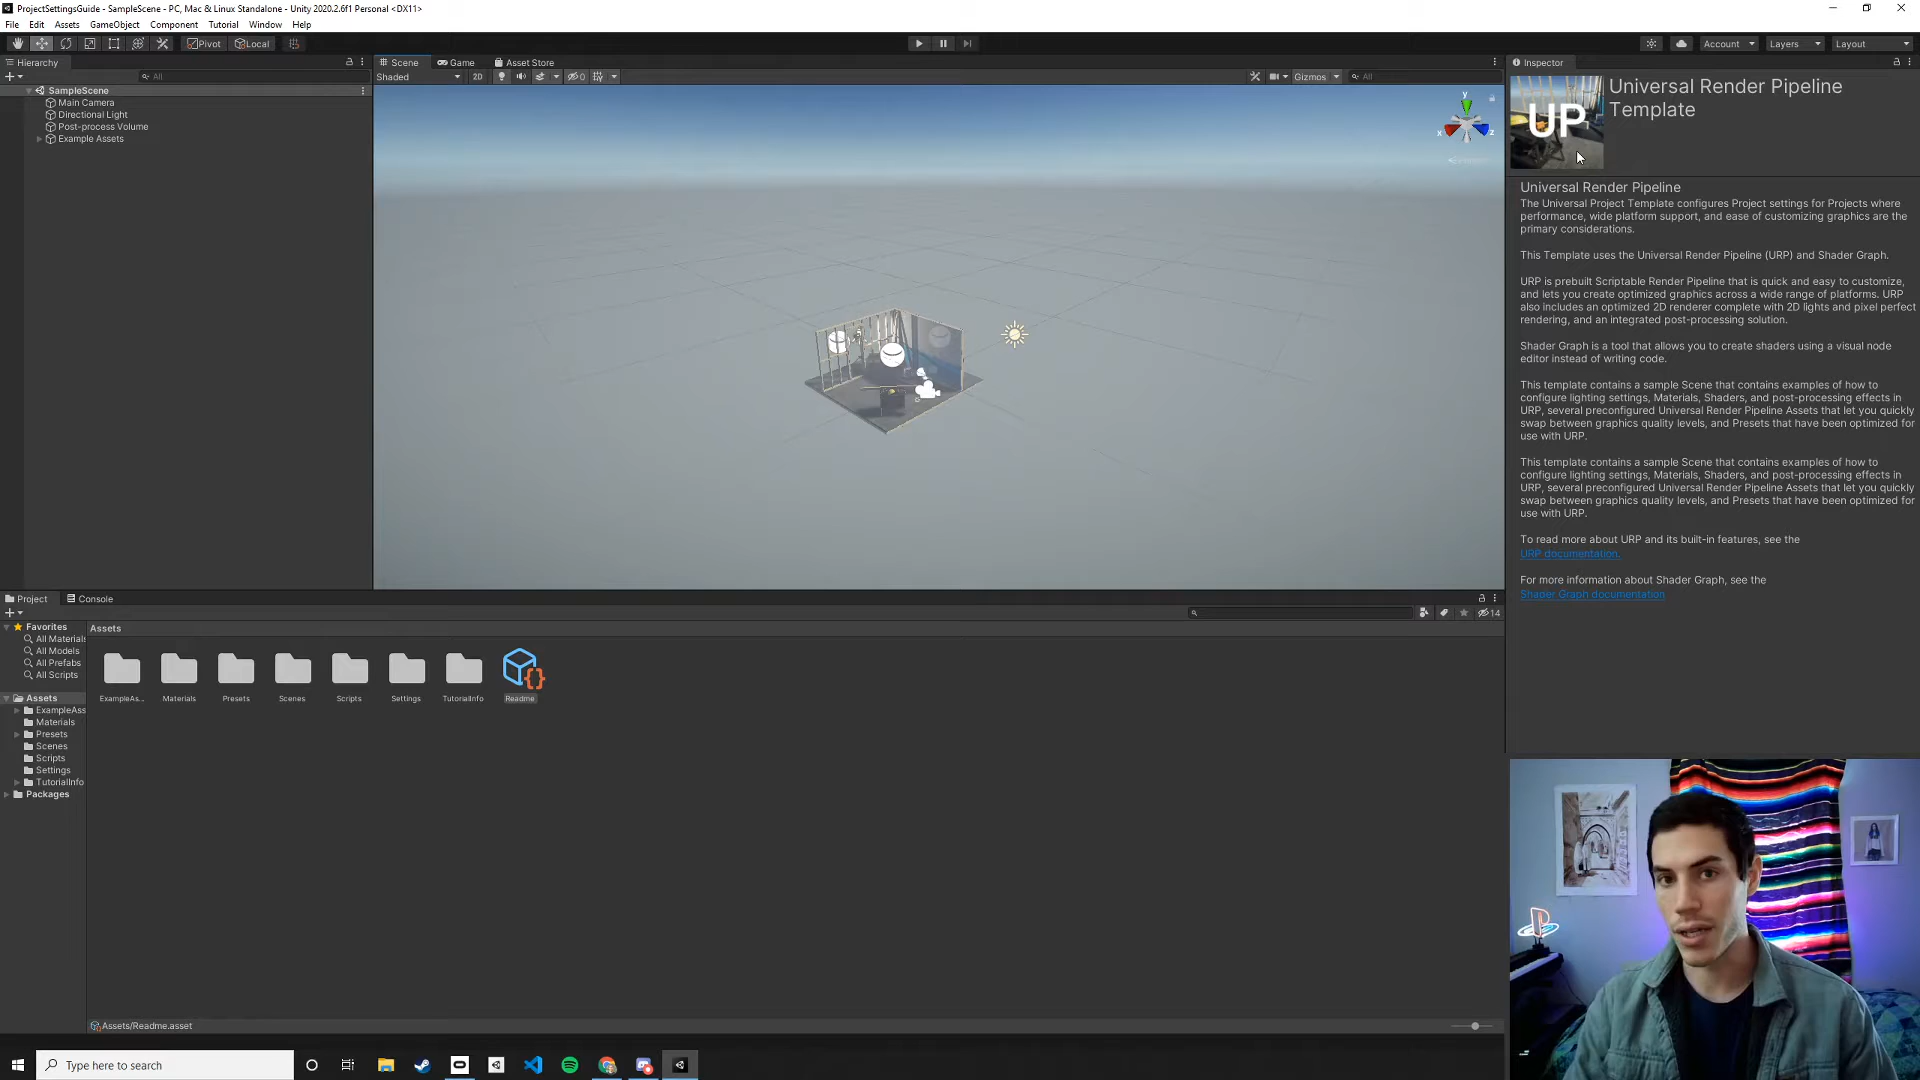 ProjectSettingsGuide - SampleScene - PC, Mac & Linux Standalone - Unity 2020.2.6f1 Personal <DX11>
File Edit Assets GameObject Component Tutorial Window Help
Pivot Local Account Layers Layout
Hierarchy
All
SampleScene
Main Camera
Directional Light
Post-process Volume
Example Assets
Scene Game Asset Store
Shaded 2D 0 Gizmos All
y
x z
Inspector
UP
Universal Render Pipeline
Template
Universal Render Pipeline
The Universal Project Template configures Project settings for Projects where
performance, wide platform support, and ease of customizing graphics are the
primary considerations.
This Template uses the Universal Render Pipeline (URP) and Shader Graph.
URP is prebuilt Scriptable Render Pipeline that is quick and easy to customize,
and lets you create optimized graphics across a wide range of platforms. URP
also includes an optimized 2D renderer complete with 2D lights and pixel perfect
rendering, and an integrated post-processing solution.
Shader Graph is a tool that allows you to create shaders using a visual node
editor instead of writing code.
This template contains a sample Scene that contains examples of how to
configure lighting settings, Materials, Shaders, and post-processing effects in
URP, several preconfigured Universal Render Pipeline Assets that let you quickly
swap between graphics quality levels, and Presets that have been optimized for
use with URP.
This template contains a sample Scene that contains examples of how to
configure lighting settings, Materials, Shaders, and post-processing effects in
URP, several preconfigured Universal Render Pipeline Assets that let you quickly
swap between graphics quality levels, and Presets that have been optimized for
use with URP.
To read more about URP and its built-in features, see the
URP documentation.
For more information about Shader Graph, see the
Shader Graph documentation
Project Console
14
Favorites
All Materials
All Models
All Prefabs
All Scripts
Assets
ExampleAss
Materials
Presets
Scenes
Scripts
Settings
TutorialInfo
Packages
Assets
ExampleAs... Materials Presets Scenes Scripts Settings TutorialInfo Readme
Assets/Readme.asset
Type here to search